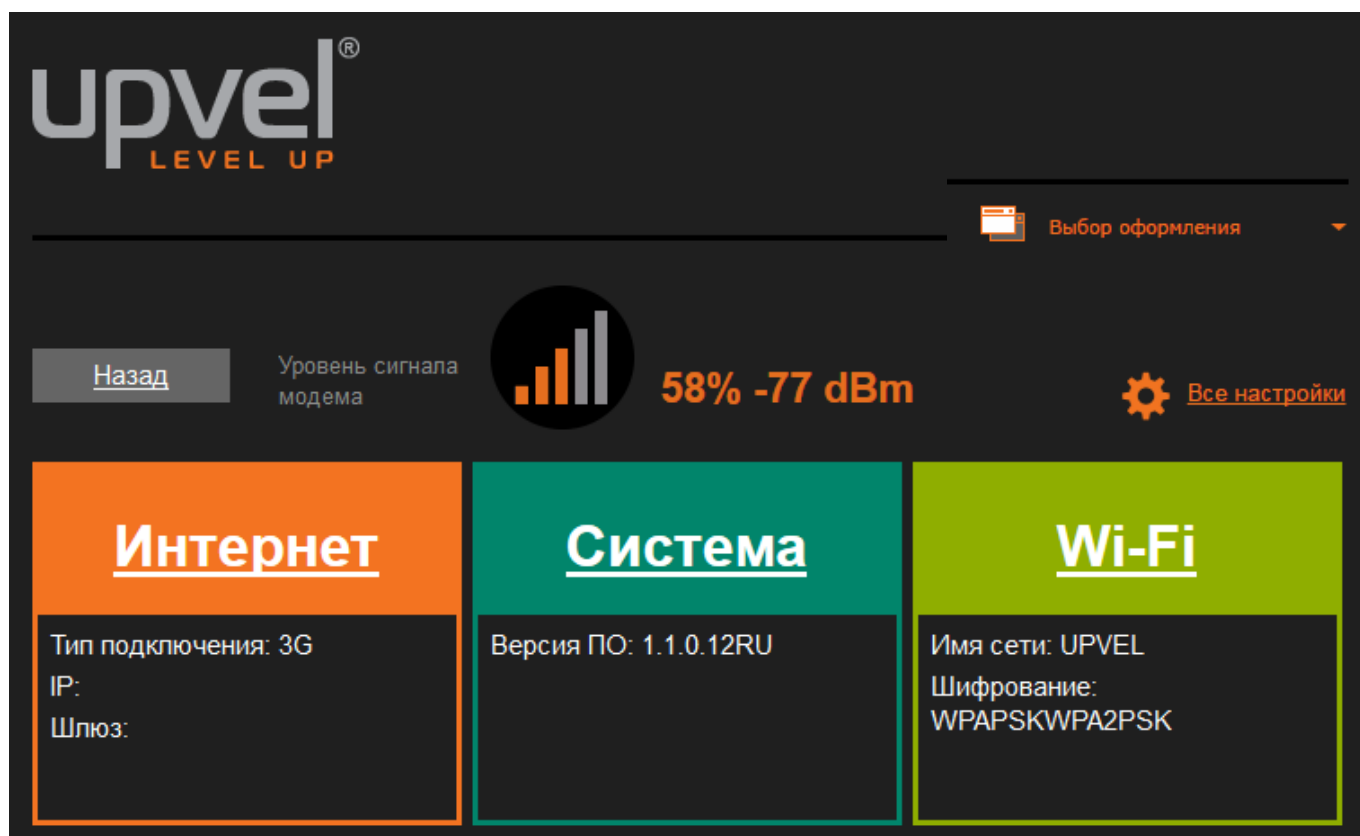 upvel®
LEVEL UP
Выбор оформления
Назад
Уровень сигнала
модема
58% -77 dBm
Все настройки
Интернет
Система
Wi-Fi
Тип подключения: 3G
IP:
Шлюз:
Версия ПО: 1.1.0.12RU
Имя сети: UPVEL
Шифрование:
WPAPSKWPA2PSK